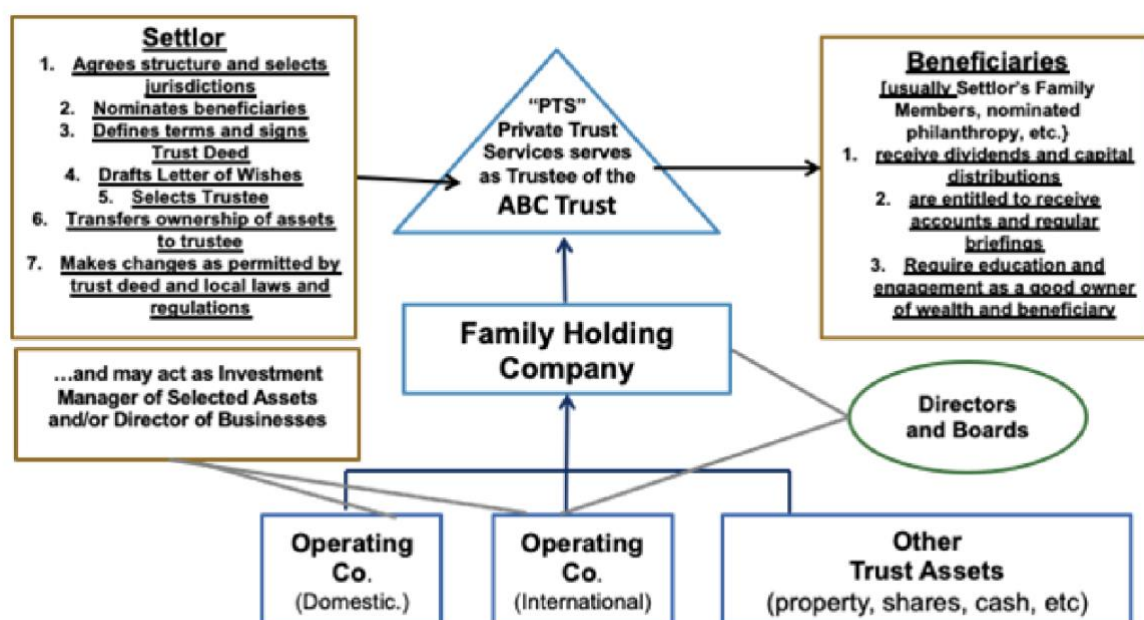 Settlor
1. Agrees structure and selects
jurisdictions
2. Nominates beneficiaries
3. Defines terms and signs
Trust Deed
4. Drafts Letter of Wishes
5. Selects Trustee
6. Transfers ownership of assets
to trustee
7. Makes changes as permitted by
trust deed and local laws and
regulations
...and may act as Investment
Manager of Selected Assets
and/or Director of Businesses
“PTS”
Private Trust
Services serves
as Trustee of the
ABC Trust
Beneficiaries
[usually Settlor's Family
Members, nominated
philanthropy, etc.}
1. receive dividends and capital
distributions
2. are entitled to receive
accounts and regular
briefings
3. Require education and
engagement as a good owner
of wealth and beneficiary
Family Holding
Company
Directors
and Boards
Operating
Co.
(Domestic.)
Operating
Co.
(International)
Other
Trust Assets
(property, shares, cash, etc)